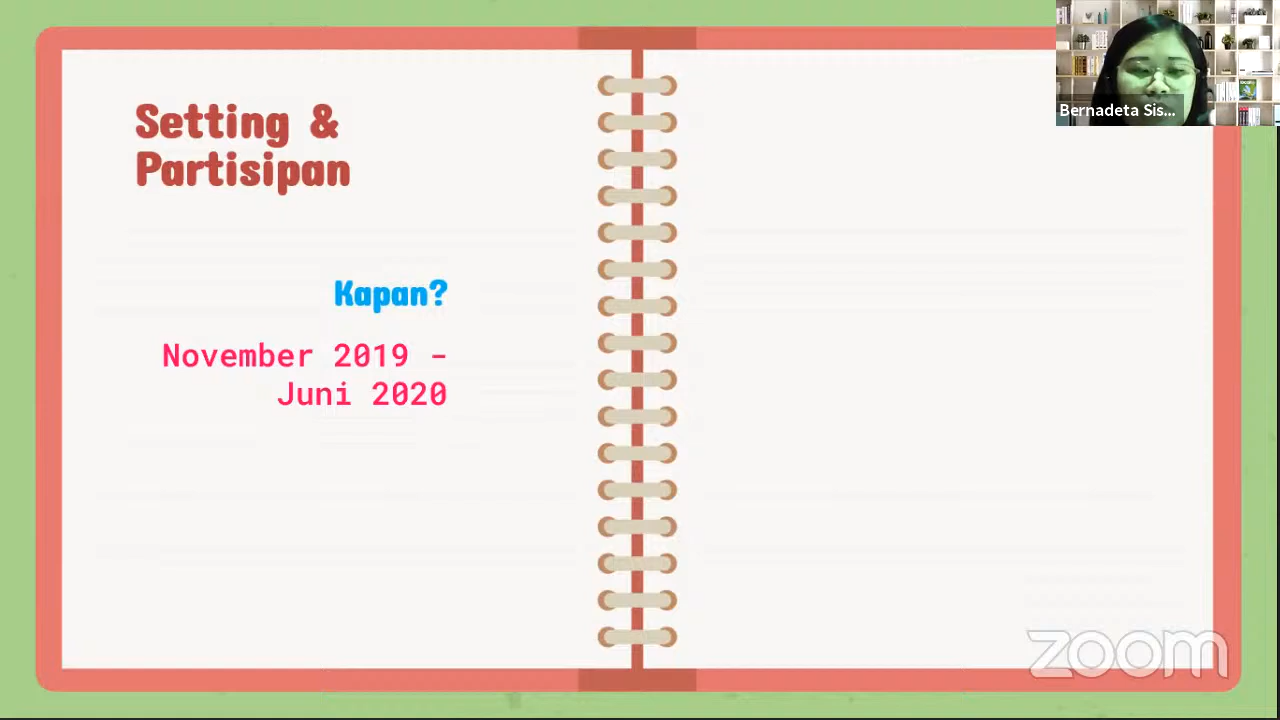 Setting &
Partisipan
Kapan?
November 2019 -
Juni 2020
Bernadeta Sis...
zoom